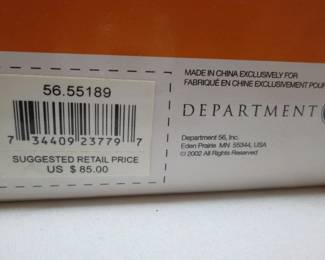 56.55189
7 34409 23779 7
SUGGESTED RETAIL PRICE
US $ 85.00
MADE IN CHINA EXCLUSIVELY FOR
FABRIQUÉ EN CHINE EXCLUSIVEMENT POUR
DEPARTMENT
Department 56, Inc.
Eden Prairie MN 55344, USA
© 2002 All Rights Reserved